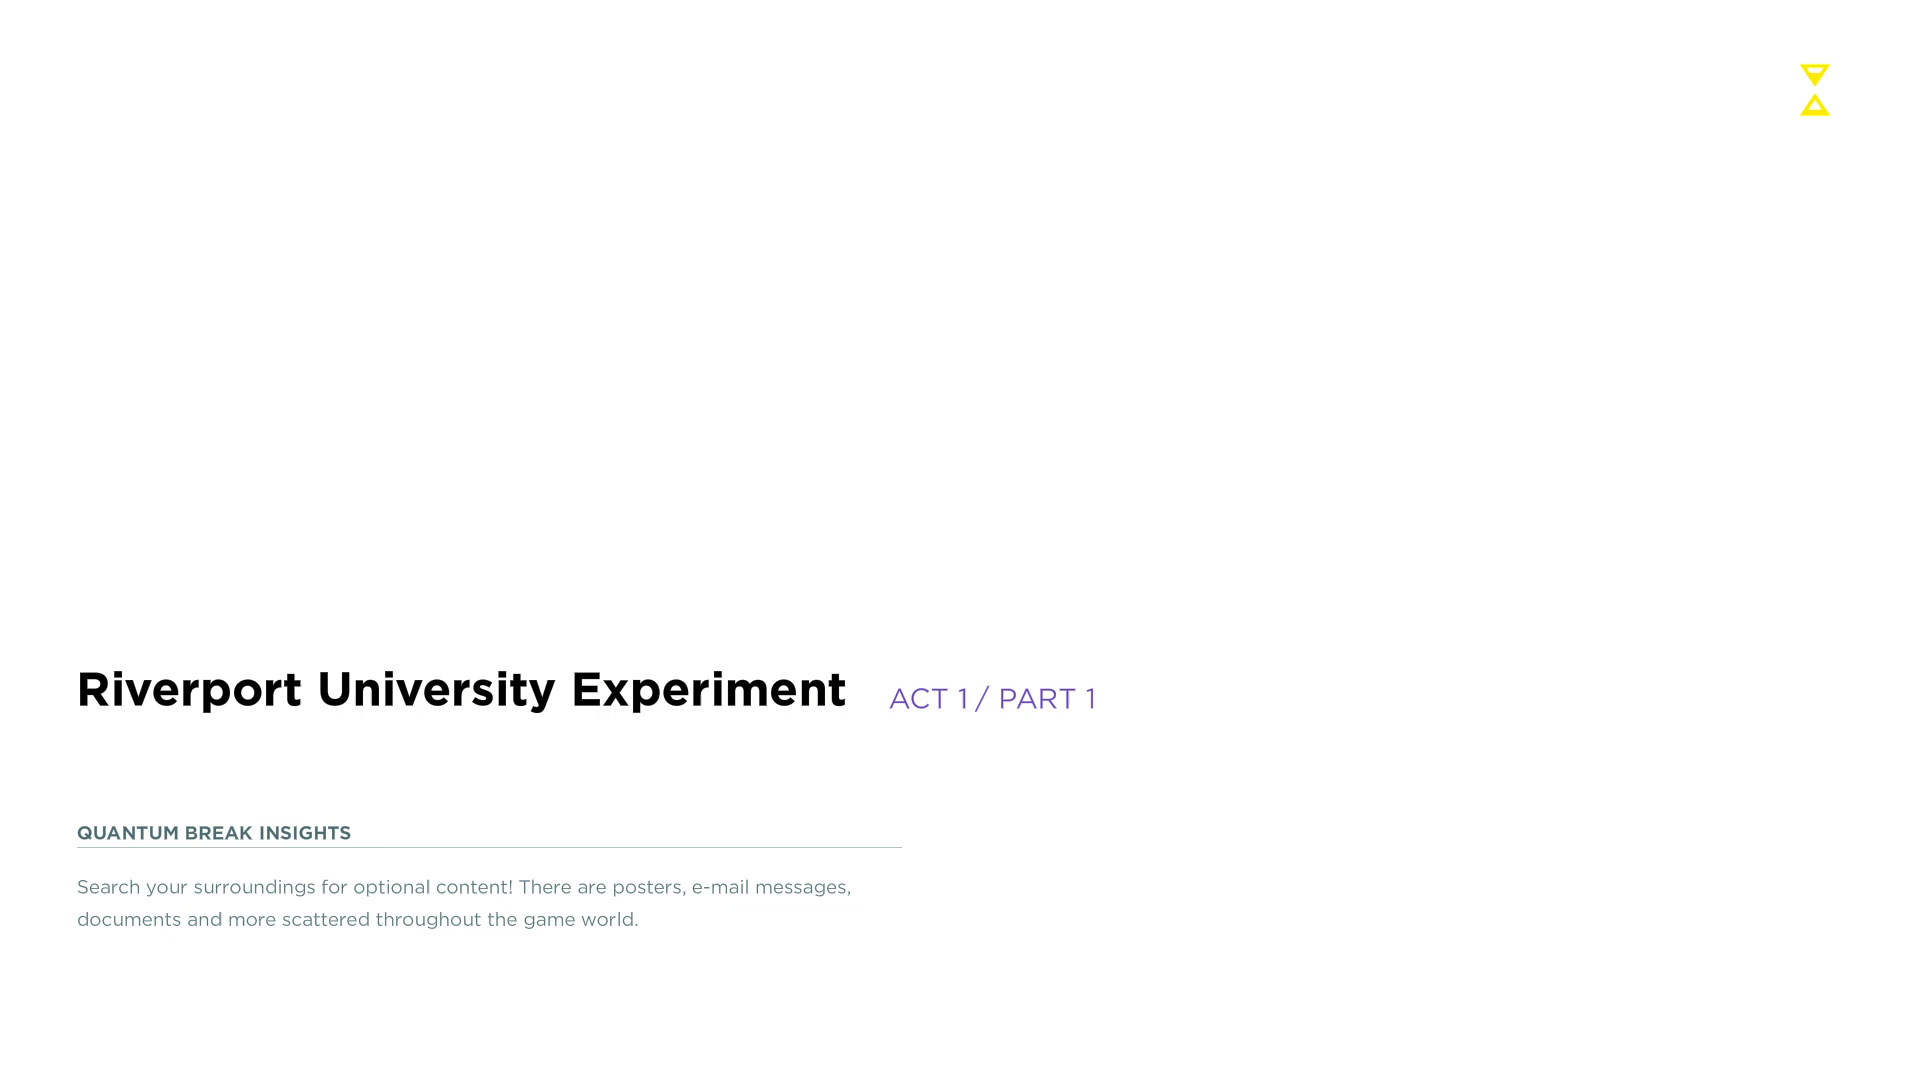 Riverport University Experiment ACT 1 / PART 1
QUANTUM BREAK INSIGHTS
Search your surroundings for optional content! There are posters, e-mail messages,
documents and more scattered throughout the game world.